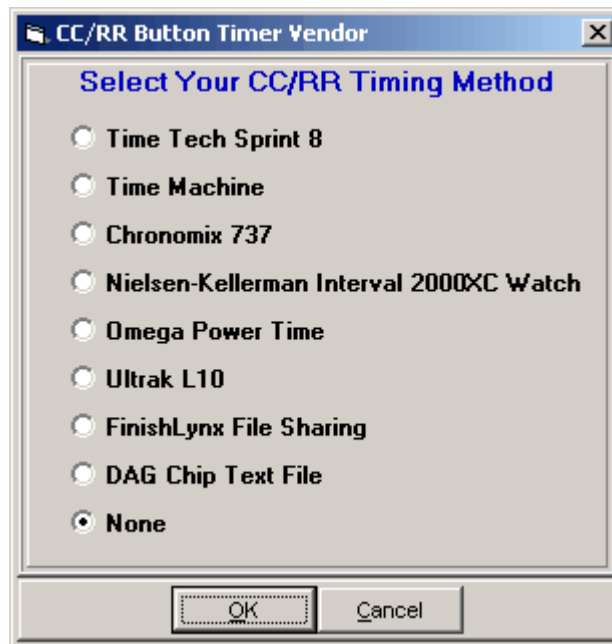 CC/RR Button Timer Vendor
Select Your CC/RR Timing Method
Time Tech Sprint 8
Time Machine
Chronomix 737
Nielsen-Kellerman Interval 2000XC Watch
Omega Power Time
Ultrak L10
FinishLynx File Sharing
DAG Chip Text File
None
OK Cancel